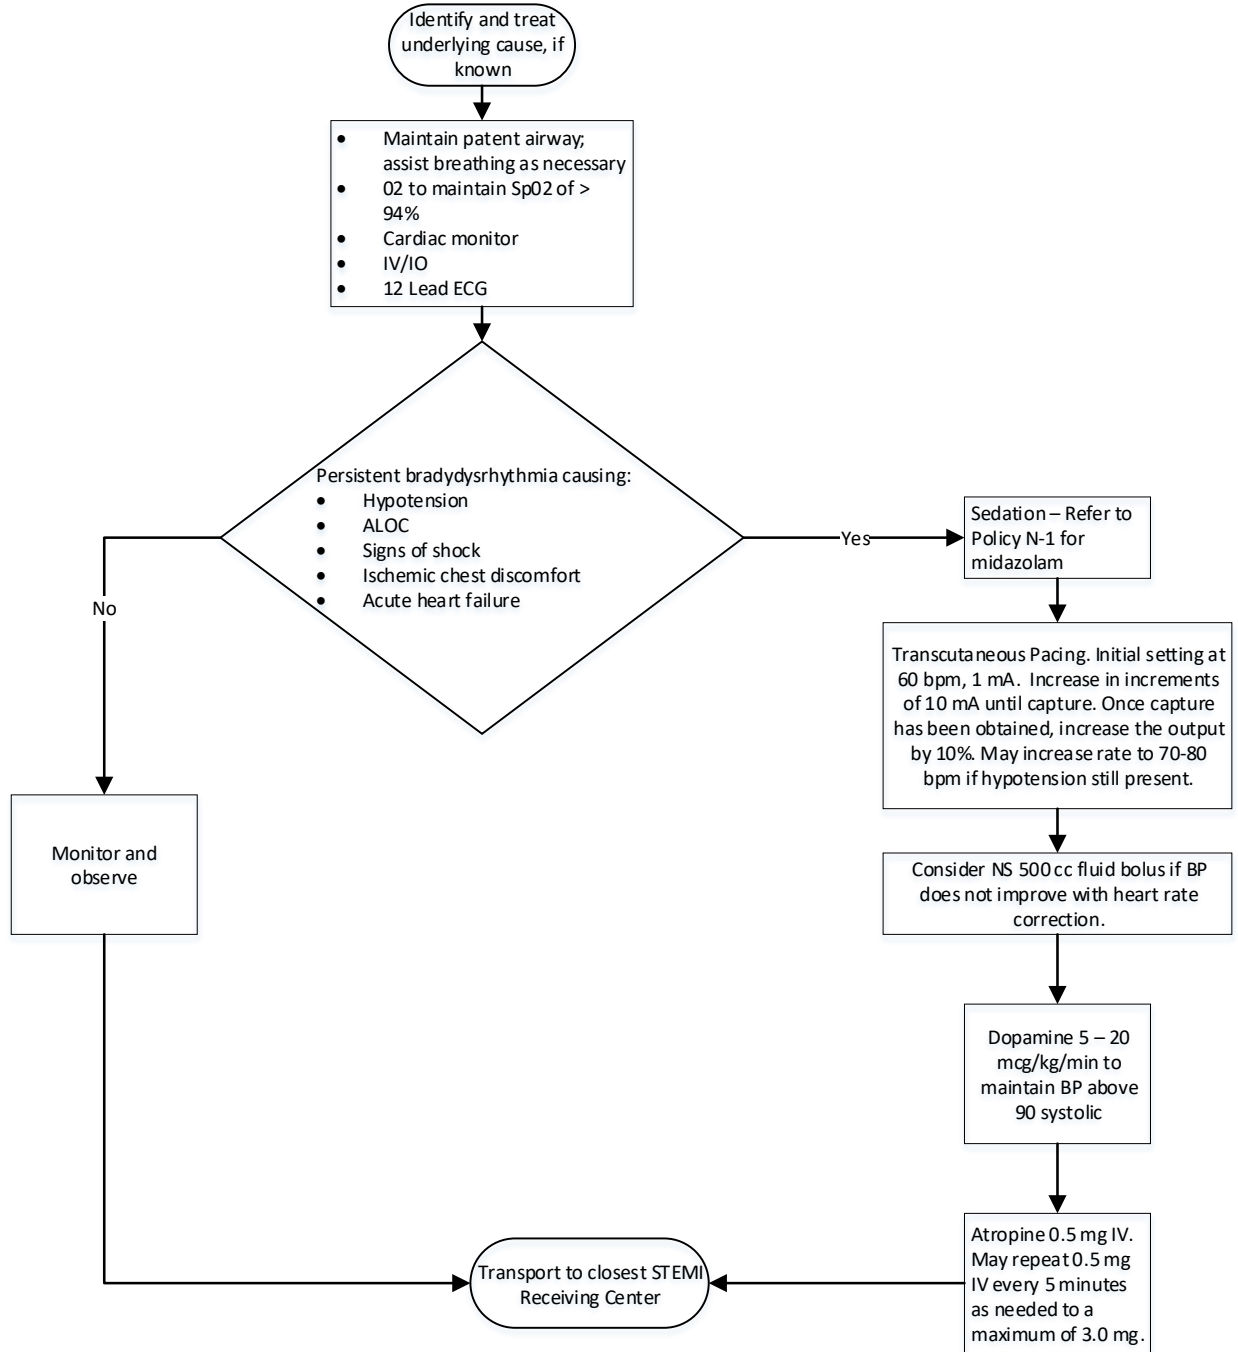 Identify and treat
underlying cause, if
known
• Maintain patent airway;
assist breathing as necessary
• 02 to maintain Sp02 of >
94%
• Cardiac monitor
• IV/IO
• 12 Lead ECG
Persistent bradydysrhythmia causing:
• Hypotension
• ALOC
• Signs of shock
• Ischemic chest discomfort
• Acute heart failure
Yes
No
Sedation – Refer to
Policy N-1 for
midazolam
Transcutaneous Pacing. Initial setting at
60 bpm, 1 mA. Increase in increments
of 10 mA until capture. Once capture
has been obtained, increase the output
by 10%. May increase rate to 70-80
bpm if hypotension still present.
Monitor and
observe
Consider NS 500 cc fluid bolus if BP
does not improve with heart rate
correction.
Dopamine 5 – 20
mcg/kg/min to
maintain BP above
90 systolic
Atropine 0.5 mg IV.
May repeat 0.5 mg
IV every 5 minutes
as needed to a
maximum of 3.0 mg.
Transport to closest STEMI
Receiving Center